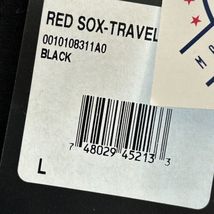 RED SOX-TRAVEL
0010108311A0
BLACK
7 48029 45213 3
L